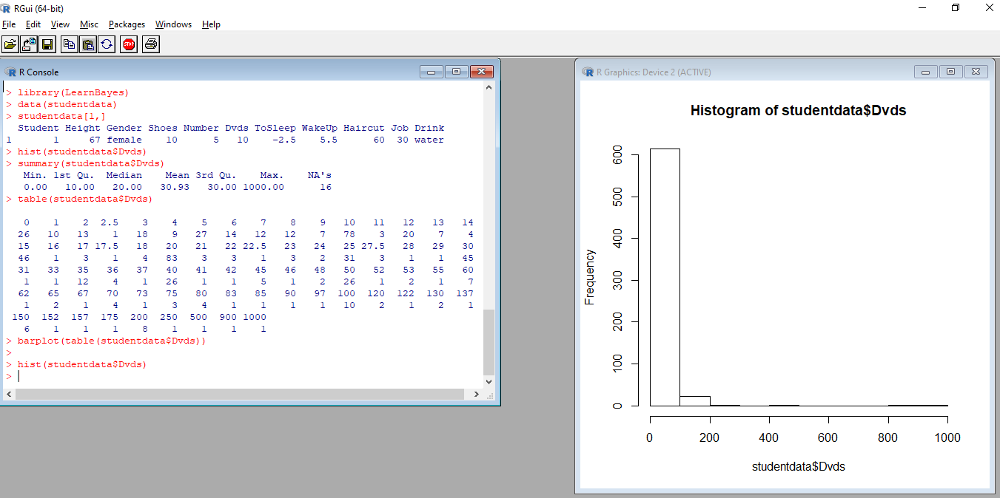 RGui (64-bit)
File Edit View Misc Packages Windows Help
STOP
R Console
> library(LearnBayes)
> data(studentdata)
> studentdata[1,]
  Student Height Gender Shoes Number Dvds ToSleep WakeUp Haircut Job Drink
1       1     67 female    10      5   10    -2.5    5.5      60  30 water
> hist(studentdata$Dvds)
> summary(studentdata$Dvds)
   Min. 1st Qu.  Median    Mean 3rd Qu.    Max.    NA's
   0.00   10.00   20.00   30.93   30.00 1000.00      16
> table(studentdata$Dvds)
   0    1    2  2.5    3    4    5    6    7    8    9   10   11   12   13   14
  26   10   13    1   18    9   27   14   12   12    7   78    3   20    7    4
  15   16   17 17.5   18   20   21   22 22.5   23   24   25 27.5   28   29   30
  46    1    3    1    4   83    3    3    1    3    2   31    3    1    1   45
  31   33   35   36   37   40   41   42   45   46   48   50   52   53   55   60
   1    1   12    4    1   26    1    1    5    1    2   26    1    2    1    7
  62   65   67   70   73   75   80   83   85   90   97  100  120  122  130  137
   1    2    1    4    1    3    4    1    1    1    1   10    2    1    2    1
 150  152  157  175  200  250  500  900 1000
   6    1    1    1    8    1    1    1    1
> barplot(table(studentdata$Dvds))
>
> hist(studentdata$Dvds)
>
R Graphics: Device 2 (ACTIVE)
Histogram of studentdata$Dvds
Frequency
600
500
400
300
200
100
0
0 200 400 600 800 1000
studentdata$Dvds